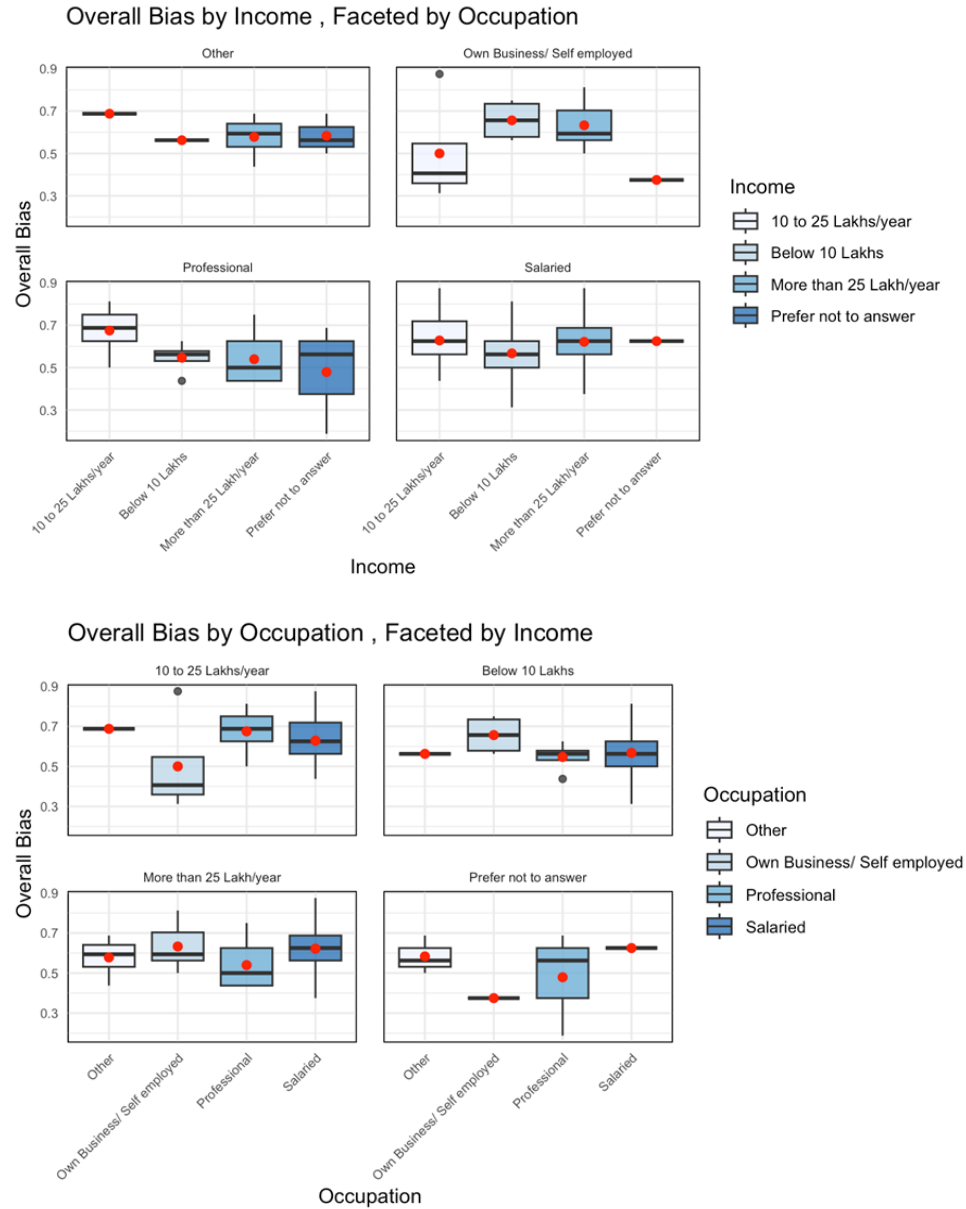 Overall Bias by Income , Faceted by Occupation
Other
Own Business/ Self employed
0.9
0.7
0.5
0.3
Professional
Salaried
0.9
0.7
0.5
0.3
Overall Bias
10 to 25 Lakhs/year
Below 10 Lakhs
More than 25 Lakh/year
Prefer not to answer
10 to 25 Lakhs/year
Below 10 Lakhs
More than 25 Lakh/year
Prefer not to answer
Income
Income
10 to 25 Lakhs/year
Below 10 Lakhs
More than 25 Lakh/year
Prefer not to answer
Overall Bias by Occupation , Faceted by Income
10 to 25 Lakhs/year
Below 10 Lakhs
0.9
0.7
0.5
0.3
More than 25 Lakh/year
Prefer not to answer
0.9
0.7
0.5
0.3
Overall Bias
Other
Own Business/ Self employed
Professional
Salaried
Other
Own Business/ Self employed
Professional
Salaried
Occupation
Occupation
Other
Own Business/ Self employed
Professional
Salaried